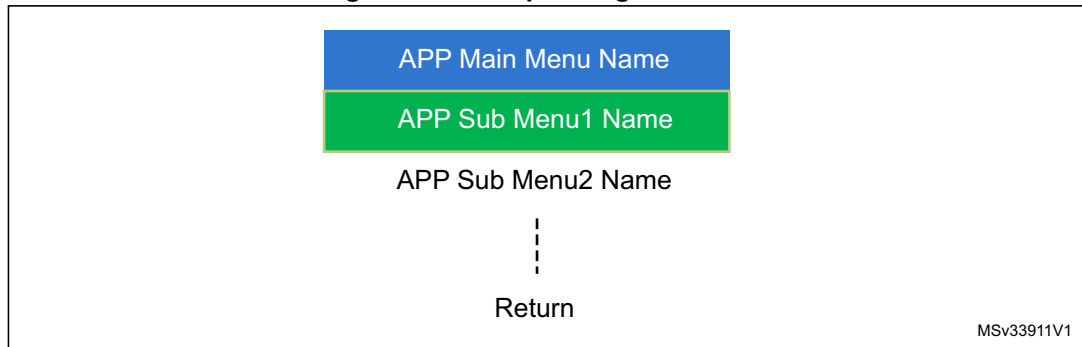 APP Main Menu Name
APP Sub Menu1 Name
APP Sub Menu2 Name
Return
MSv33911V1